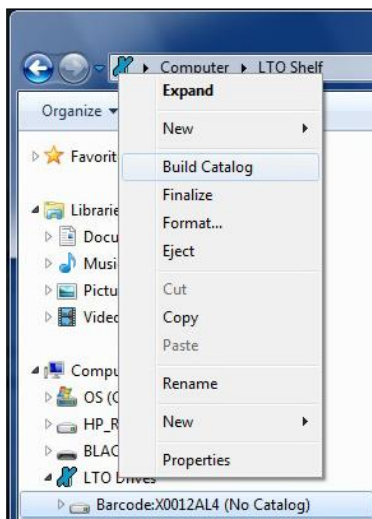 Computer LTO Shelf
Expand
Organize
New
Build Catalog
Finalize
Format...
Eject
Cut
Copy
Paste
Rename
New
Properties
Favorit
Librarie
Docu
Musi
Pictu
Video
Compu
OS (C
HP_R
BLAC
LTO Drives
Barcode:X0012AL4 (No Catalog)